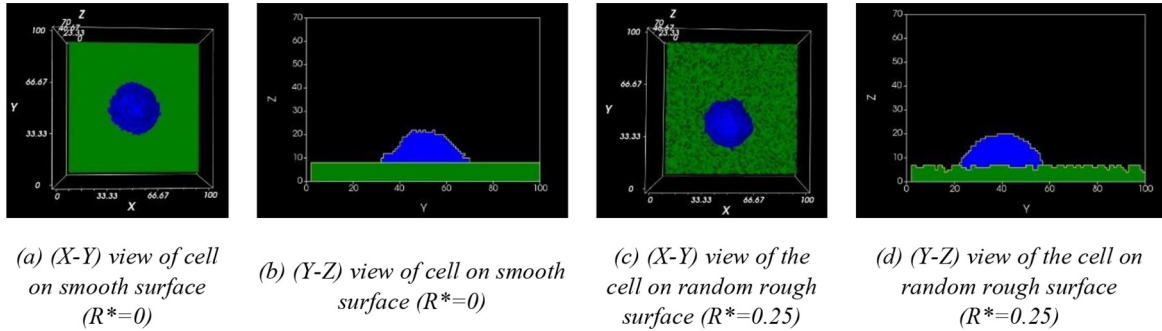 Z
70
46.67
23.33
0
100
66.67
Y
33.33
0
0
33.33
66.67
100
X
70
60
50
40
Z
30
20
10
0
0
20
40
60
80
100
Y
Z
70
46.67
23.33
0
100
66.67
Y
33.33
0
0
33.33
66.67
100
X
70
60
50
40
Z
30
20
10
0
0
20
40
60
80
100
Y
(a) (X-Y) view of cell
on smooth surface
(R*=0)
(b) (Y-Z) view of cell on smooth
surface (R*=0)
(c) (X-Y) view of the
cell on random rough
surface (R*=0.25)
(d) (Y-Z) view of the cell on
random rough surface
(R*=0.25)